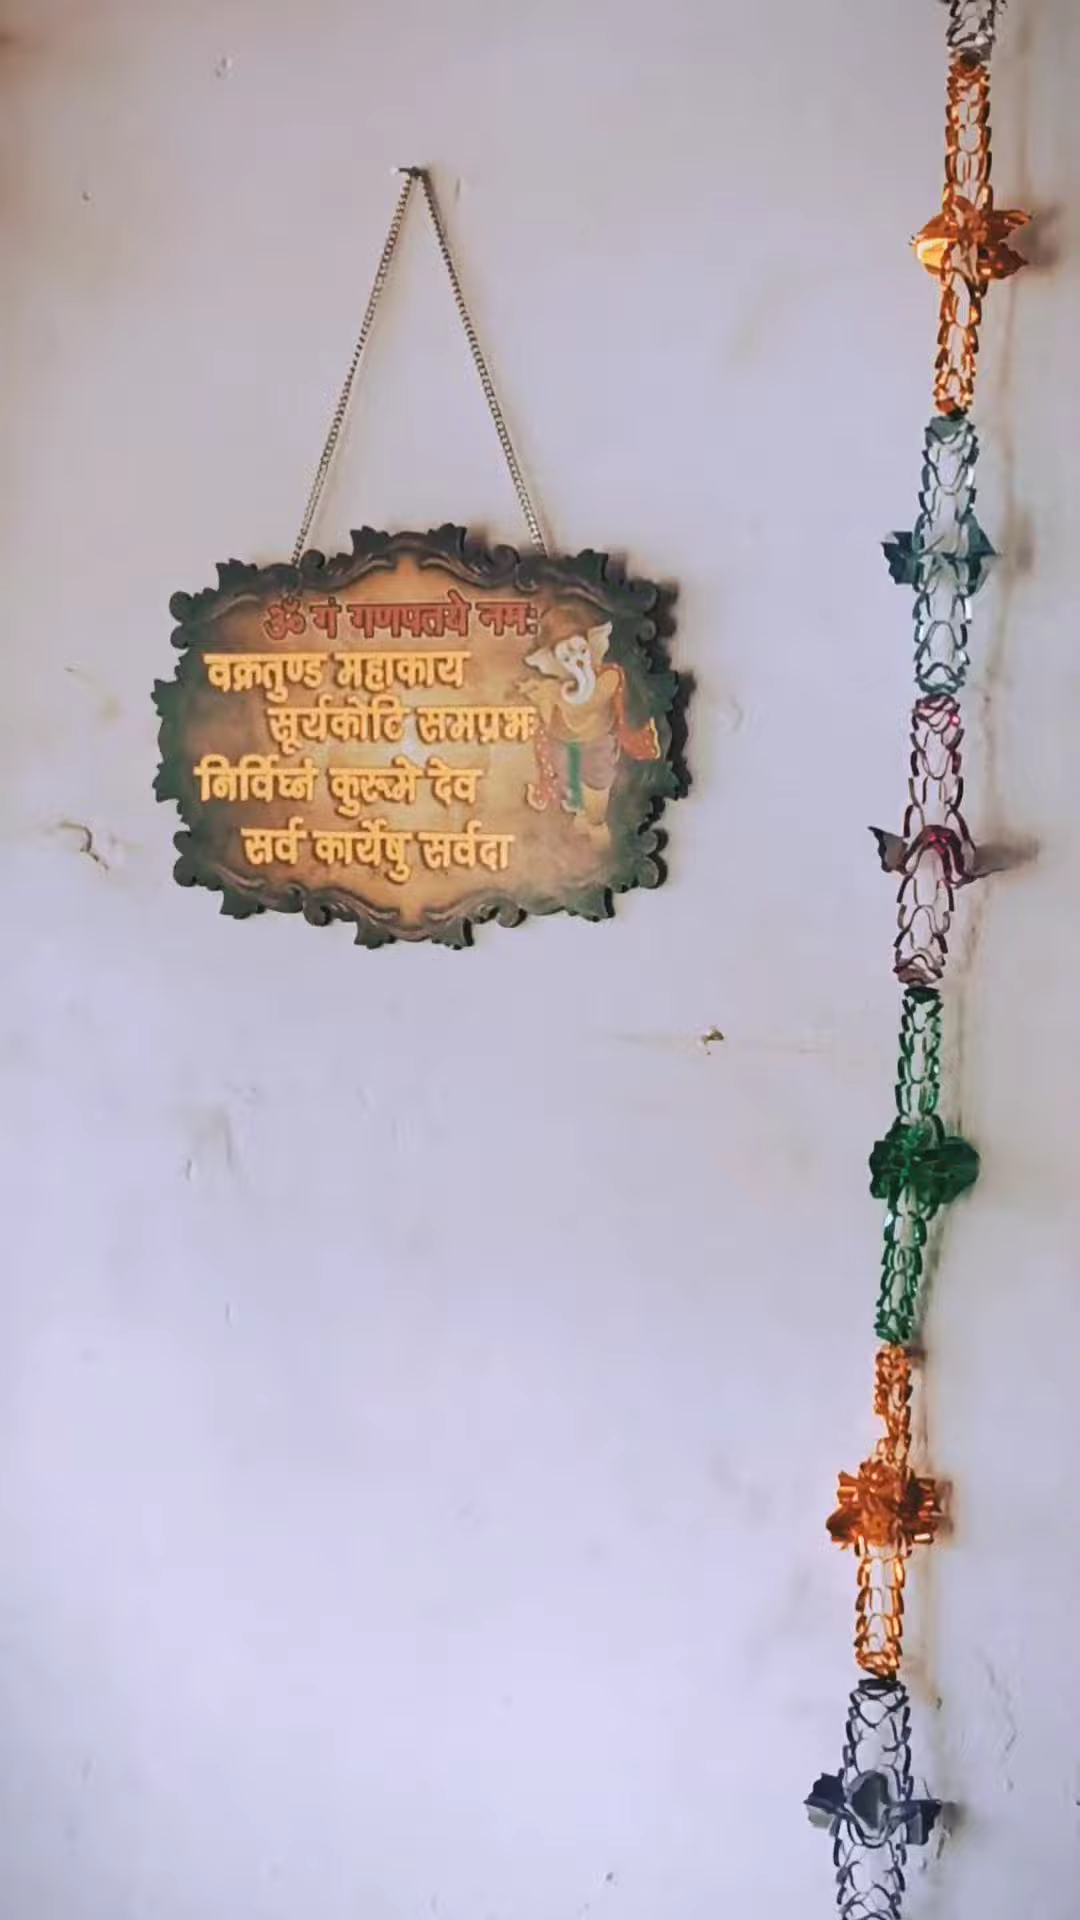 ॐ गं गणपतये नमः
वक्रतुण्ड महाकाय
सूर्यकोटि समप्रभः
निर्विघ्नं कुरूमे देव
सर्व कार्येषु सर्वदा